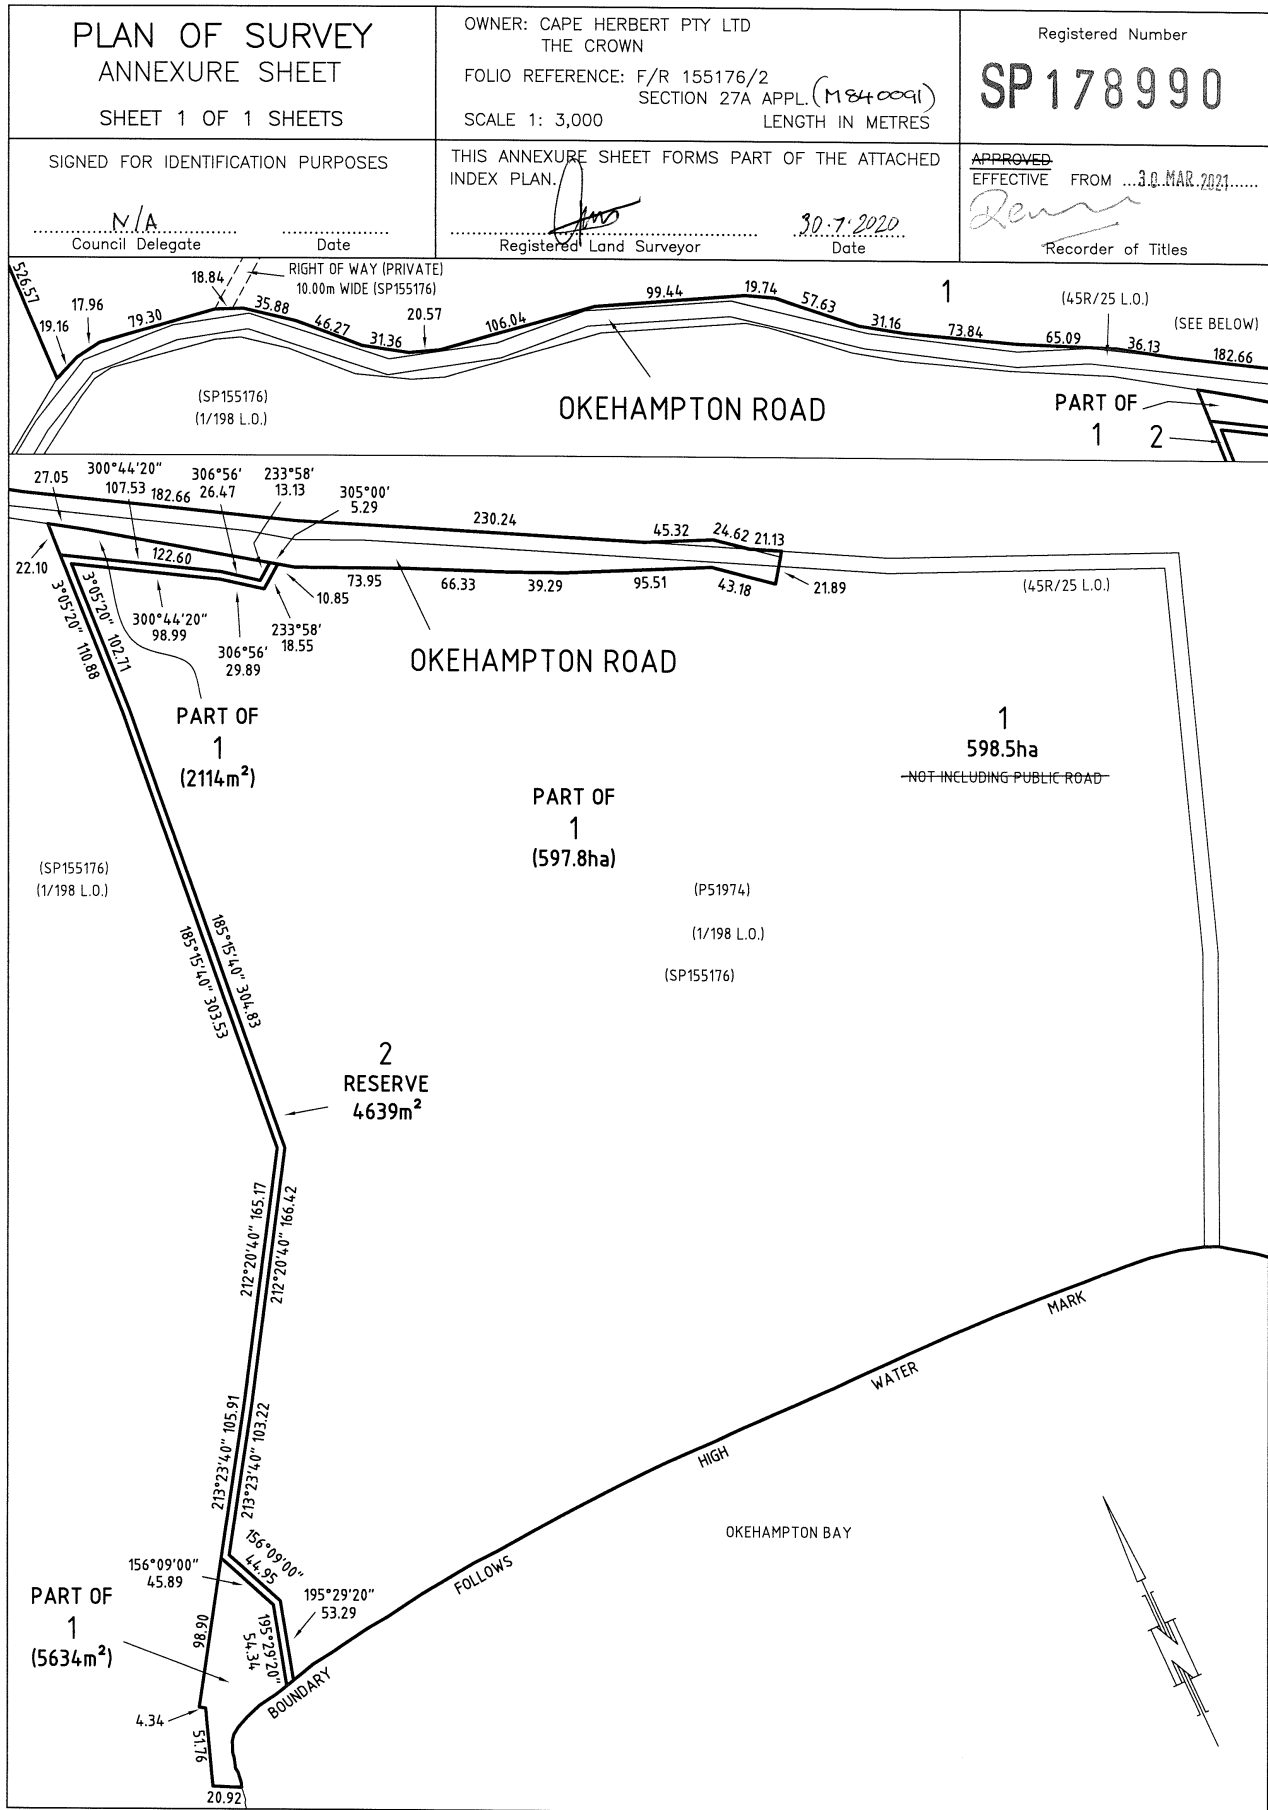 PLAN OF SURVEY
ANNEXURE SHEET
SHEET 1 OF 1 SHEETS
OWNER: CAPE HERBERT PTY LTD
THE CROWN
FOLIO REFERENCE: F/R 155176/2
SECTION 27A APPL. (M840091)
SCALE 1: 3,000 LENGTH IN METRES
Registered Number
SP178990
SIGNED FOR IDENTIFICATION PURPOSES
N/A
Council Delegate Date
THIS ANNEXURE SHEET FORMS PART OF THE ATTACHED
INDEX PLAN.
30·7·2020
Registered Land Surveyor Date
APPROVED
EFFECTIVE FROM 30 MAR 2021
Recorder of Titles
526.57
19.16
17.96
79.30
18.84
RIGHT OF WAY (PRIVATE)
10.00m WIDE (SP155176)
35.88
46.27
31.36
20.57
106.04
99.44
19.74
57.63
1
31.16
73.84
65.09
(45R/25 L.O.)
36.13
(SEE BELOW)
182.66
(SP155176)
(1/198 L.O.)
OKEHAMPTON ROAD
PART OF
1 2
27.05
300°44'20"
107.53
182.66
306°56'
26.47
233°58'
13.13
305°00'
5.29
230.24
45.32
24.62
21.13
22.10
122.60
73.95
66.33
39.29
95.51
43.18
21.89
(45R/25 L.O.)
10.85
3°05'20" 102.71
3°05'20" 110.88
300°44'20"
98.99
306°56'
29.89
233°58'
18.55
OKEHAMPTON ROAD
PART OF
1
(2114m²)
1
598.5ha
NOT INCLUDING PUBLIC ROAD
PART OF
1
(597.8ha)
(SP155176)
(1/198 L.O.)
(P51974)
(1/198 L.O.)
(SP155176)
185°15'40" 304.83
185°15'40" 303.53
2
RESERVE
4639m²
212°20'40" 165.17
212°20'40" 166.42
213°23'40" 105.91
213°23'40" 103.22
156°09'00"
44.95
156°09'00"
45.89
195°29'20"
53.29
195°29'20"
54.34
PART OF
1
(5634m²)
98.90
4.34
51.76
20.92
BOUNDARY
FOLLOWS
HIGH
WATER
MARK
OKEHAMPTON BAY